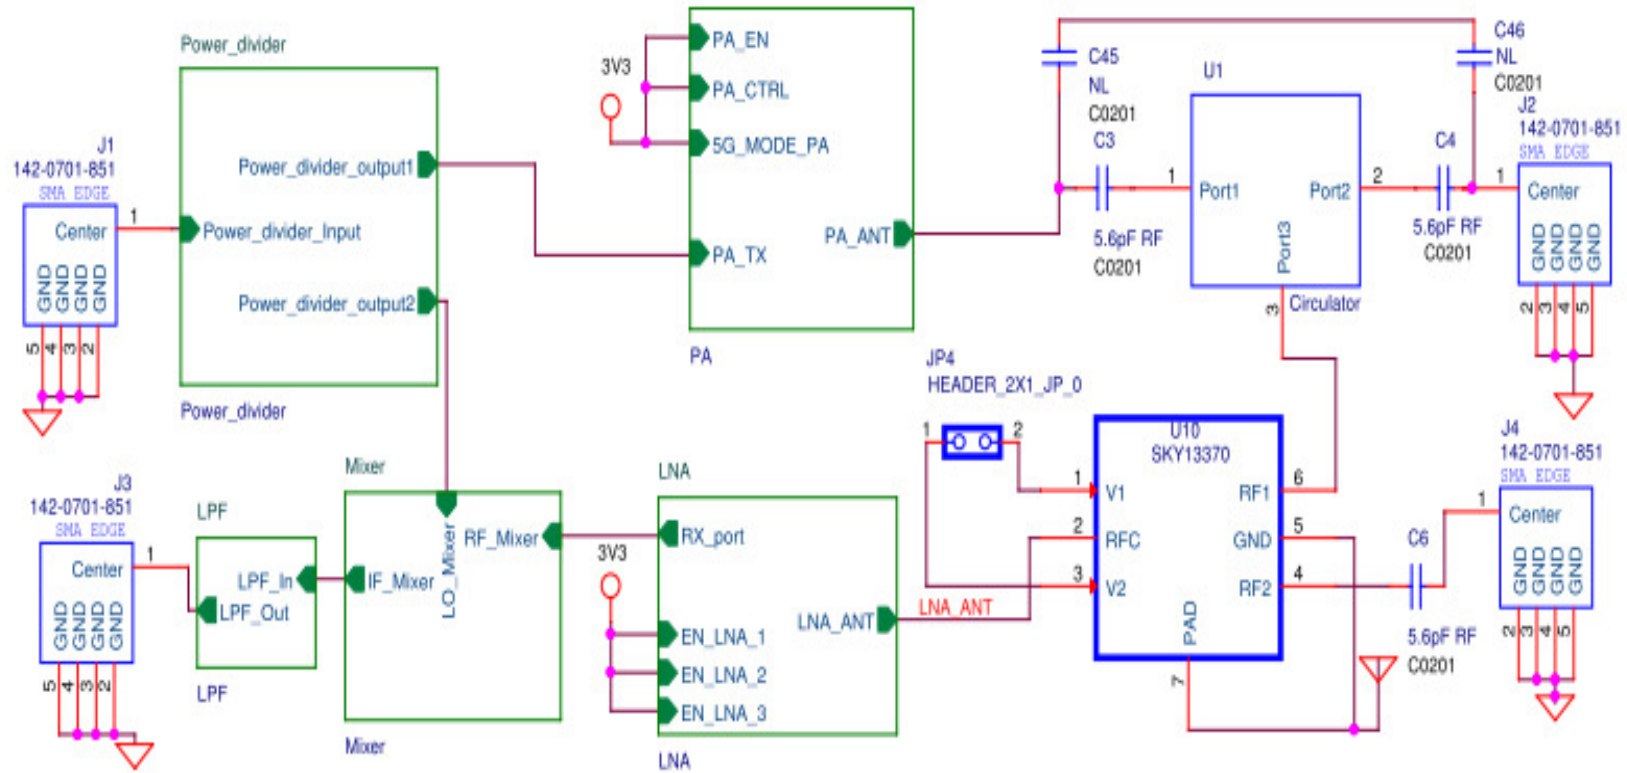 Power_divider
J1
142-0701-851
SMA EDGE
Center
1
GND
GND
GND
GND
5
4
3
2
Power_divider_output1
Power_divider_Input
Power_divider_output2
Power_divider
3V3
PA_EN
PA_CTRL
5G_MODE_PA
PA_TX
PA_ANT
PA
C45
NL
C0201
C3
5.6pF RF
C0201
U1
1
Port1
Port2
2
Port3
3
Circulator
C46
NL
C0201
C4
5.6pF RF
C0201
J2
142-0701-851
SMA EDGE
1
Center
GND
GND
GND
GND
2
3
4
5
JP4
HEADER_2X1_JP_0
1
2
U10
SKY13370
1
V1
2
RFC
3
V2
RF1
6
GND
5
RF2
4
PAD
7
C6
5.6pF RF
C0201
J4
142-0701-851
SMA EDGE
1
Center
GND
GND
GND
GND
2
3
4
5
J3
142-0701-851
SMA EDGE
Center
1
GND
GND
GND
GND
5
4
3
2
LPF
LPF_In
LPF_Out
LPF
Mixer
IF_Mixer
LO_Mixer
RF_Mixer
Mixer
3V3
LNA
RX_port
LNA_ANT
EN_LNA_1
EN_LNA_2
EN_LNA_3
LNA
LNA_ANT